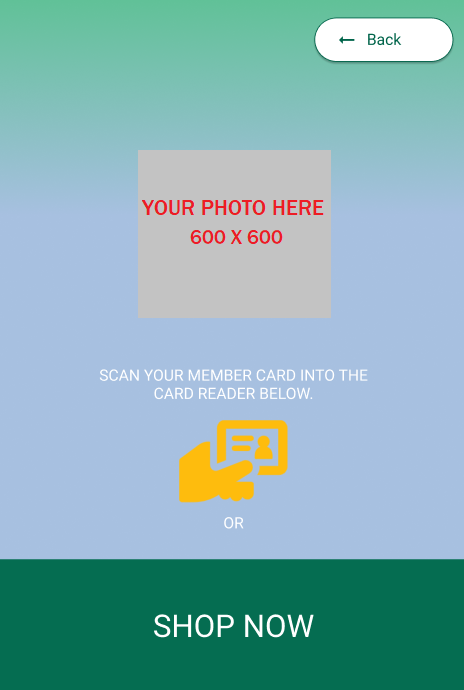 Back
YOUR PHOTO HERE
600 X 600
SCAN YOUR MEMBER CARD INTO THE
CARD READER BELOW.
OR
SHOP NOW